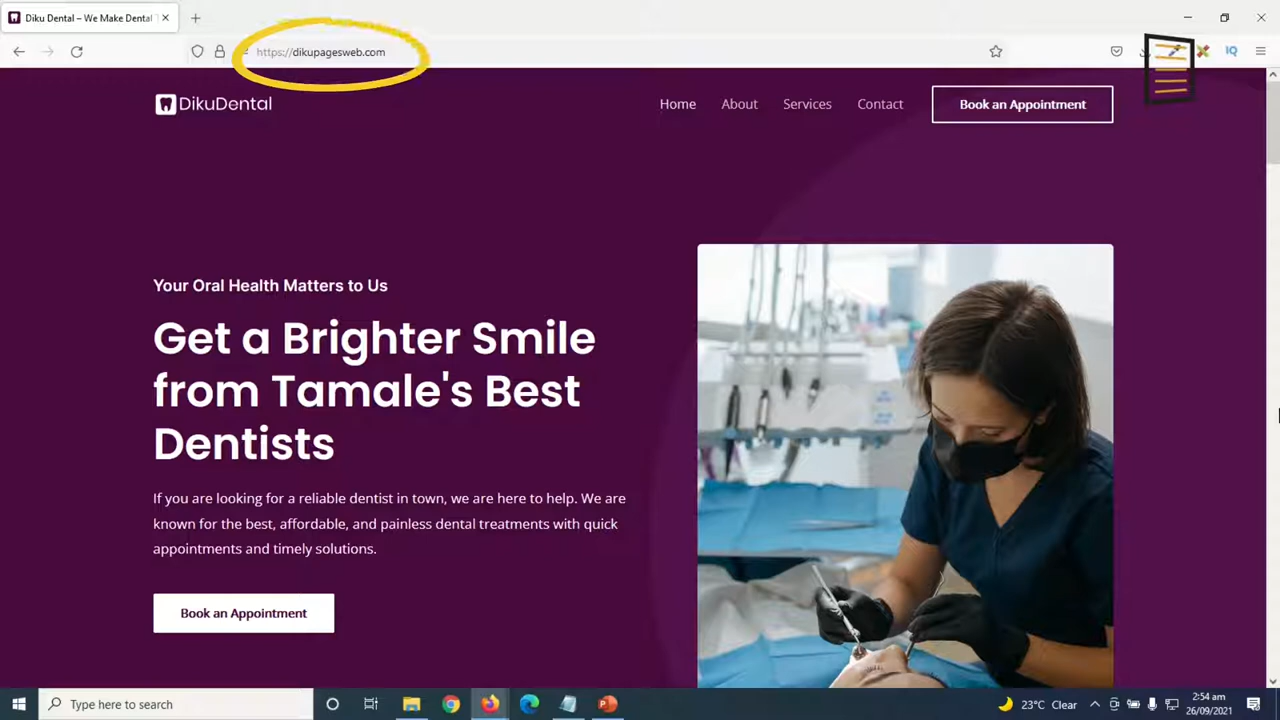 Diku Dental – We Make Dental T
https://dikupagesweb.com
IQ
DikuDental
Home
About
Services
Contact
Book an Appointment
Your Oral Health Matters to Us
Get a Brighter Smile
from Tamale's Best
Dentists
If you are looking for a reliable dentist in town, we are here to help. We are
known for the best, affordable, and painless dental treatments with quick
appointments and timely solutions.
Book an Appointment
Type here to search
23°C Clear
2:54 am
26/09/2021